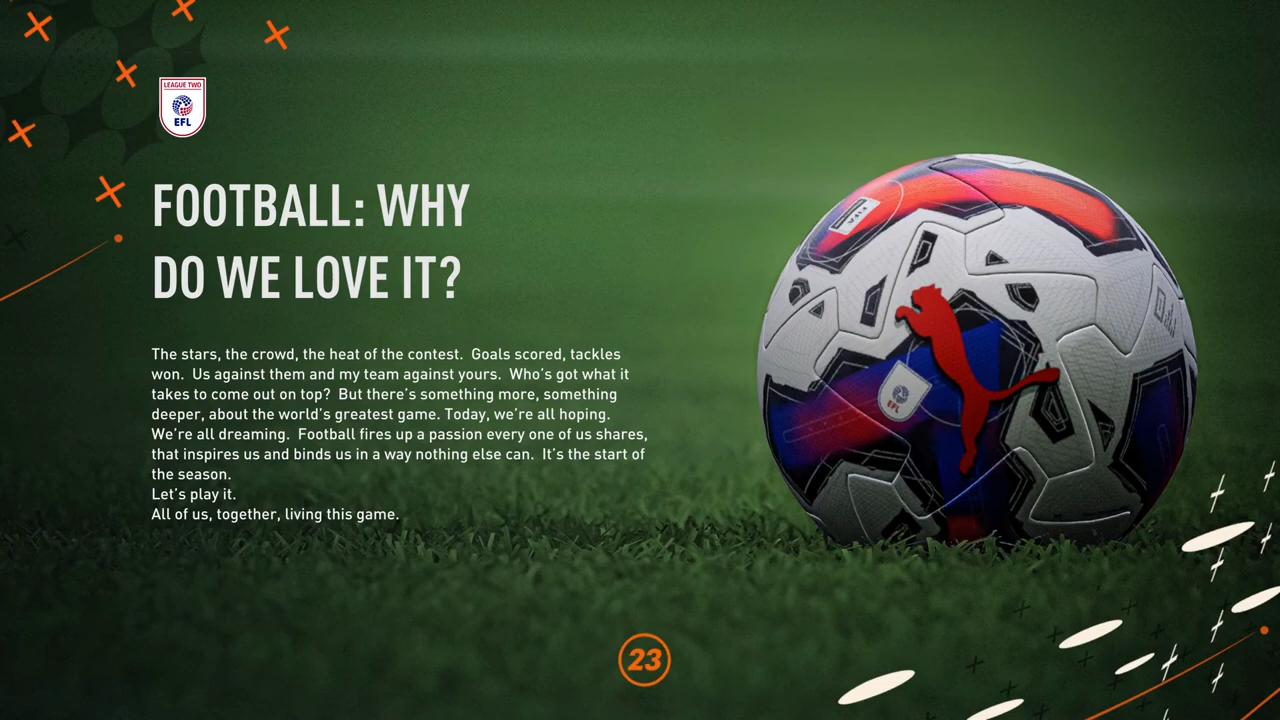 LEAGUE TWO
EFL
FOOTBALL: WHY
DO WE LOVE IT?
The stars, the crowd, the heat of the contest.  Goals scored, tackles
won.  Us against them and my team against yours.  Who's got what it
takes to come out on top?  But there's something more, something
deeper, about the world's greatest game. Today, we're all hoping.
We're all dreaming.  Football fires up a passion every one of us shares,
that inspires us and binds us in a way nothing else can.  It's the start of
the season.
Let's play it.
All of us, together, living this game.
FIFA
EFL
23